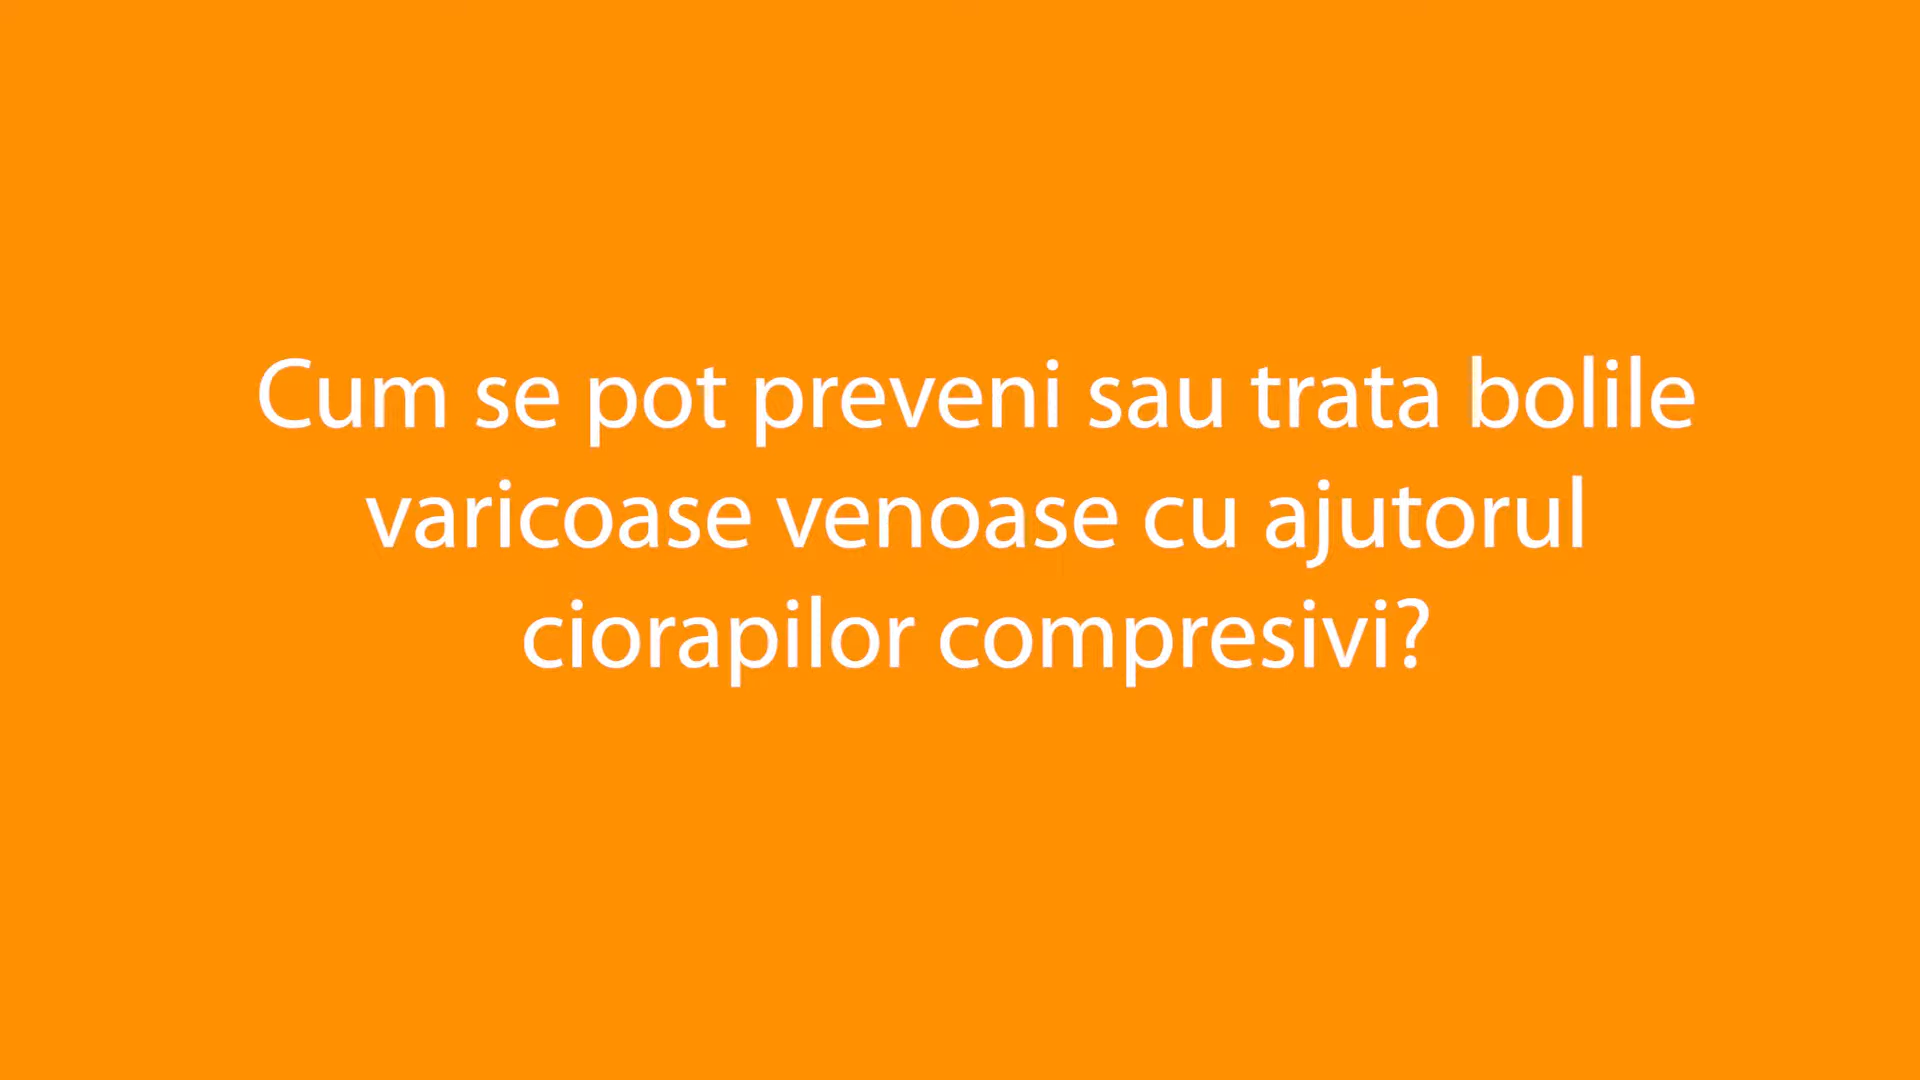 Cum se pot preveni sau trata bolile
varicoase venoase cu ajutorul
ciorapilor compresivi?